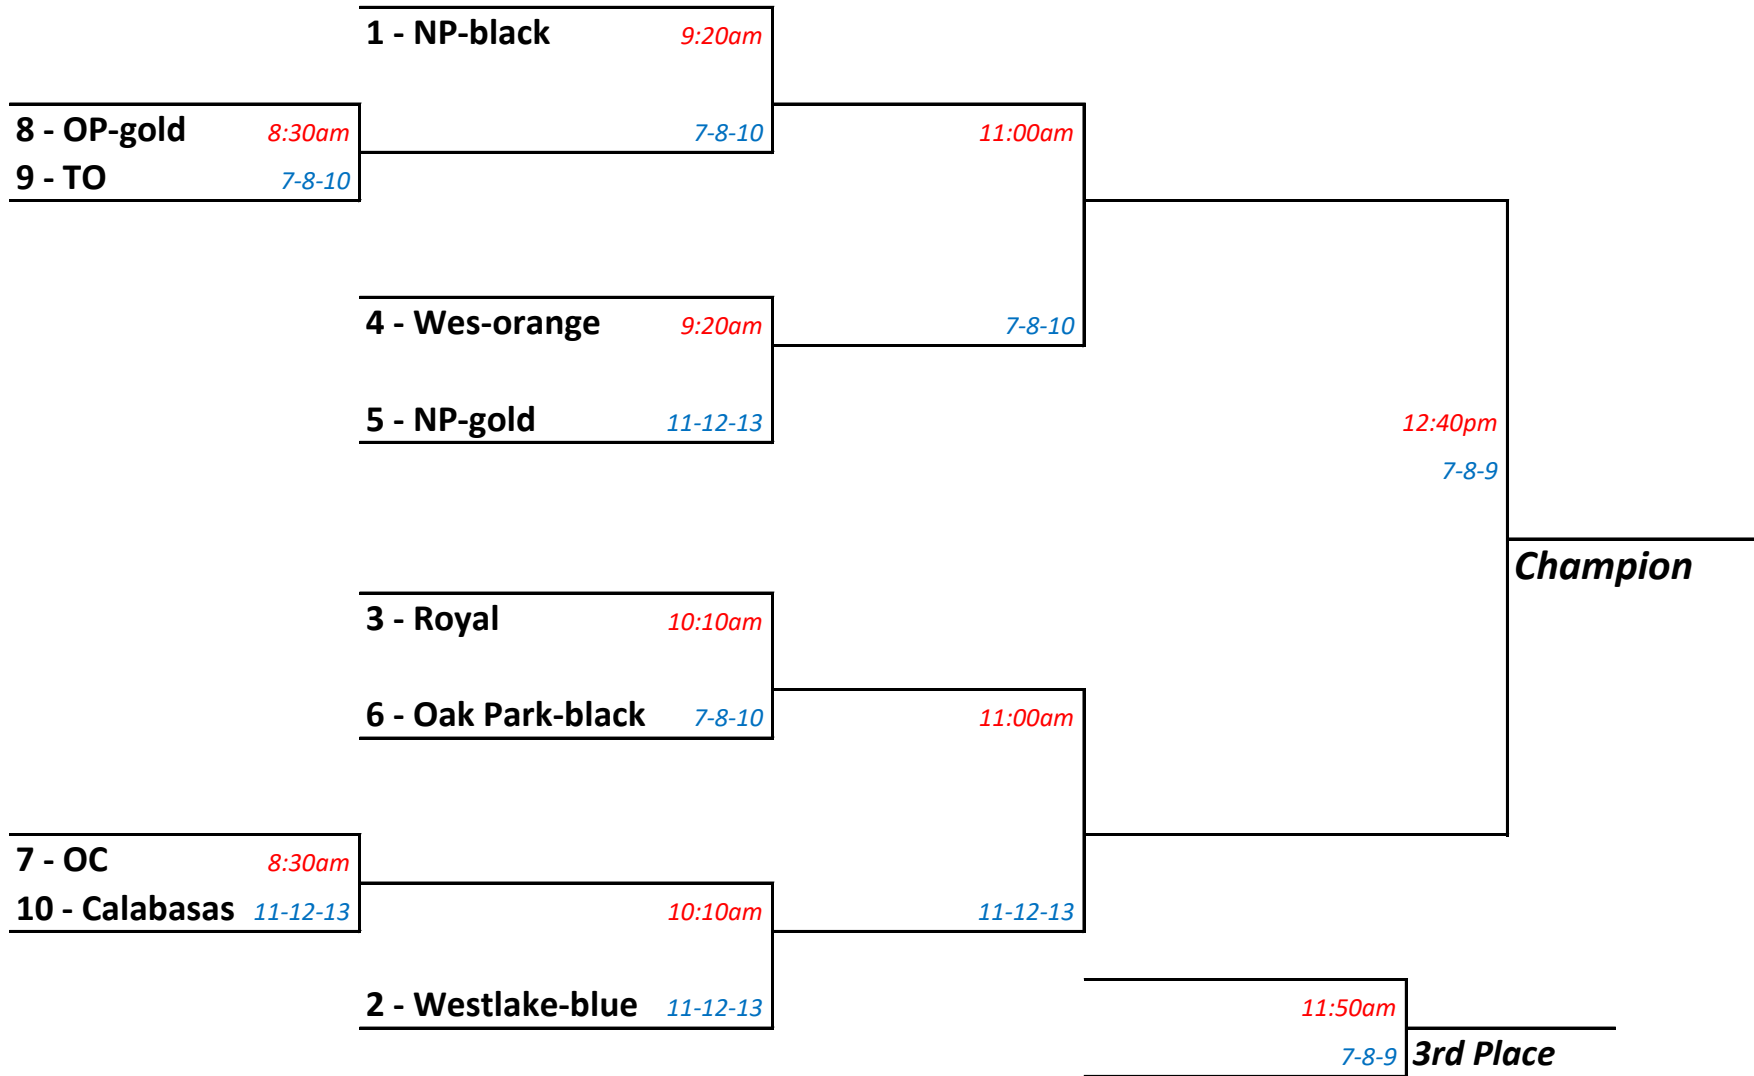 1 - NP-black 9:20am
8 - OP-gold 8:30am 7-8-10 11:00am
9 - TO 7-8-10
4 - Wes-orange 9:20am 7-8-10
5 - NP-gold 11-12-13 12:40pm
7-8-9
Champion
3 - Royal 10:10am
6 - Oak Park-black 7-8-10 11:00am
7 - OC 8:30am
10 - Calabasas 11-12-13 10:10am 11-12-13
2 - Westlake-blue 11-12-13 11:50am
7-8-9 3rd Place